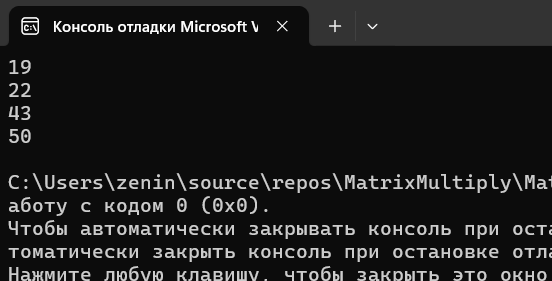 Консоль отладки Microsoft V
19
22
43
50
C:\Users\zenin\source\repos\MatrixMultiply\Mat
аботу с кодом 0 (0x0).
Чтобы автоматически закрывать консоль при оста
томатически закрыть консоль при остановке отла
Нажмите любую клавишу, чтобы закрыть это окно